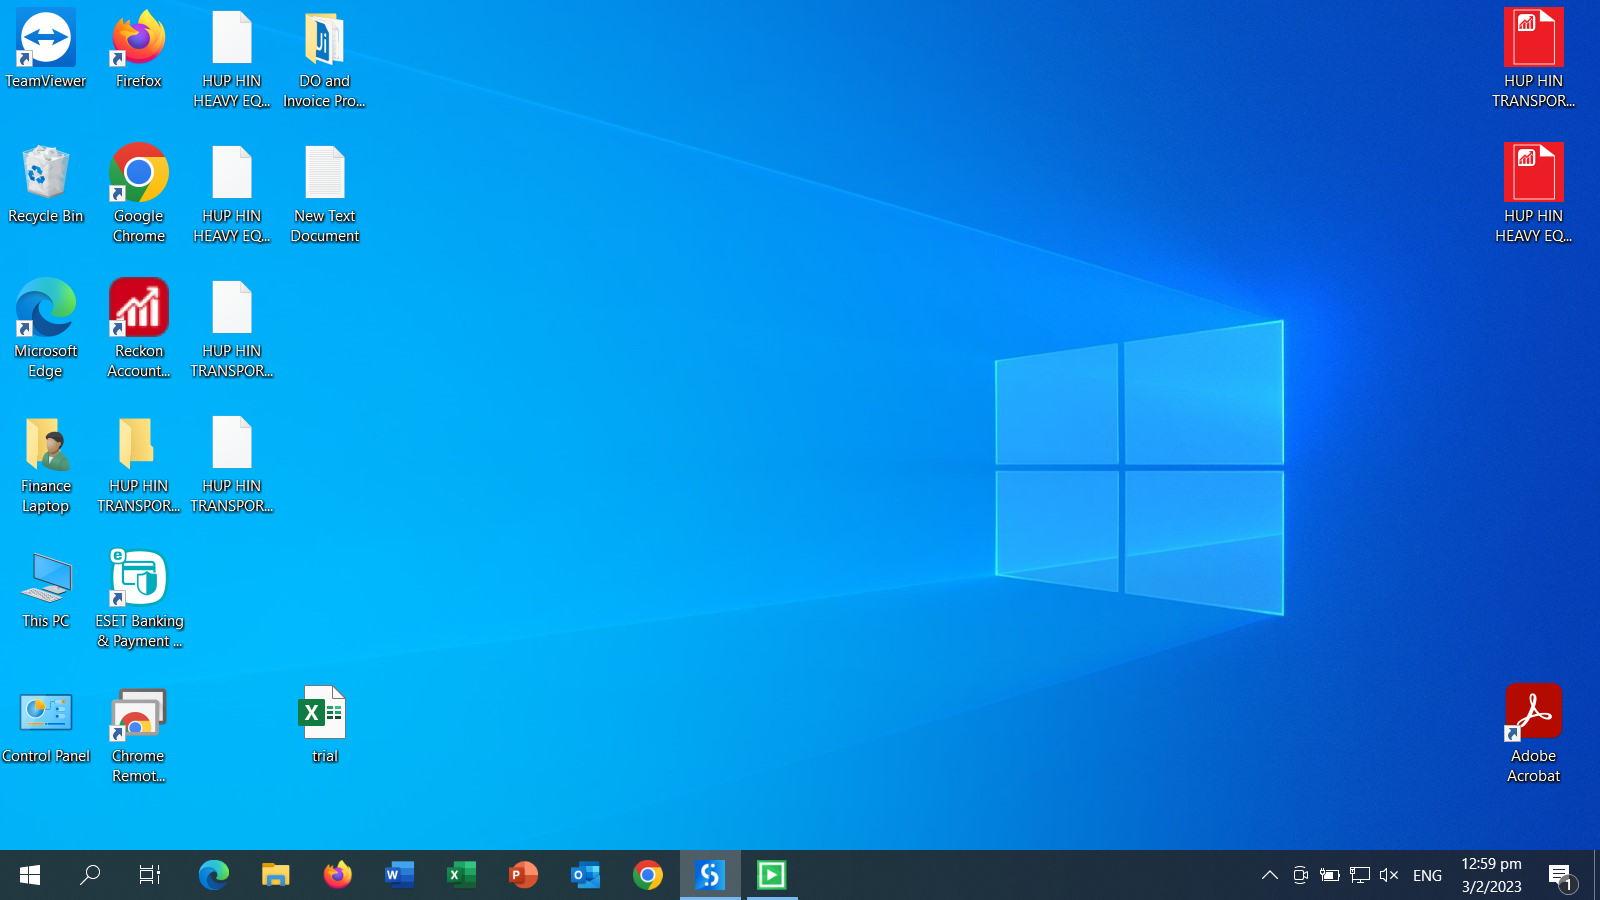 TeamViewer
Firefox
HUP HIN
HEAVY EQ...
DO and
Invoice Pro...
HUP HIN
TRANSPOR...
Recycle Bin
Google
Chrome
HUP HIN
HEAVY EQ...
New Text
Document
HUP HIN
HEAVY EQ...
Microsoft
Edge
Reckon
Account...
HUP HIN
TRANSPOR...
Finance
Laptop
HUP HIN
TRANSPOR...
HUP HIN
TRANSPOR...
This PC
ESET Banking
& Payment ...
Control Panel
Chrome
Remot...
trial
Adobe
Acrobat
ENG
12:59 pm
3/2/2023
1